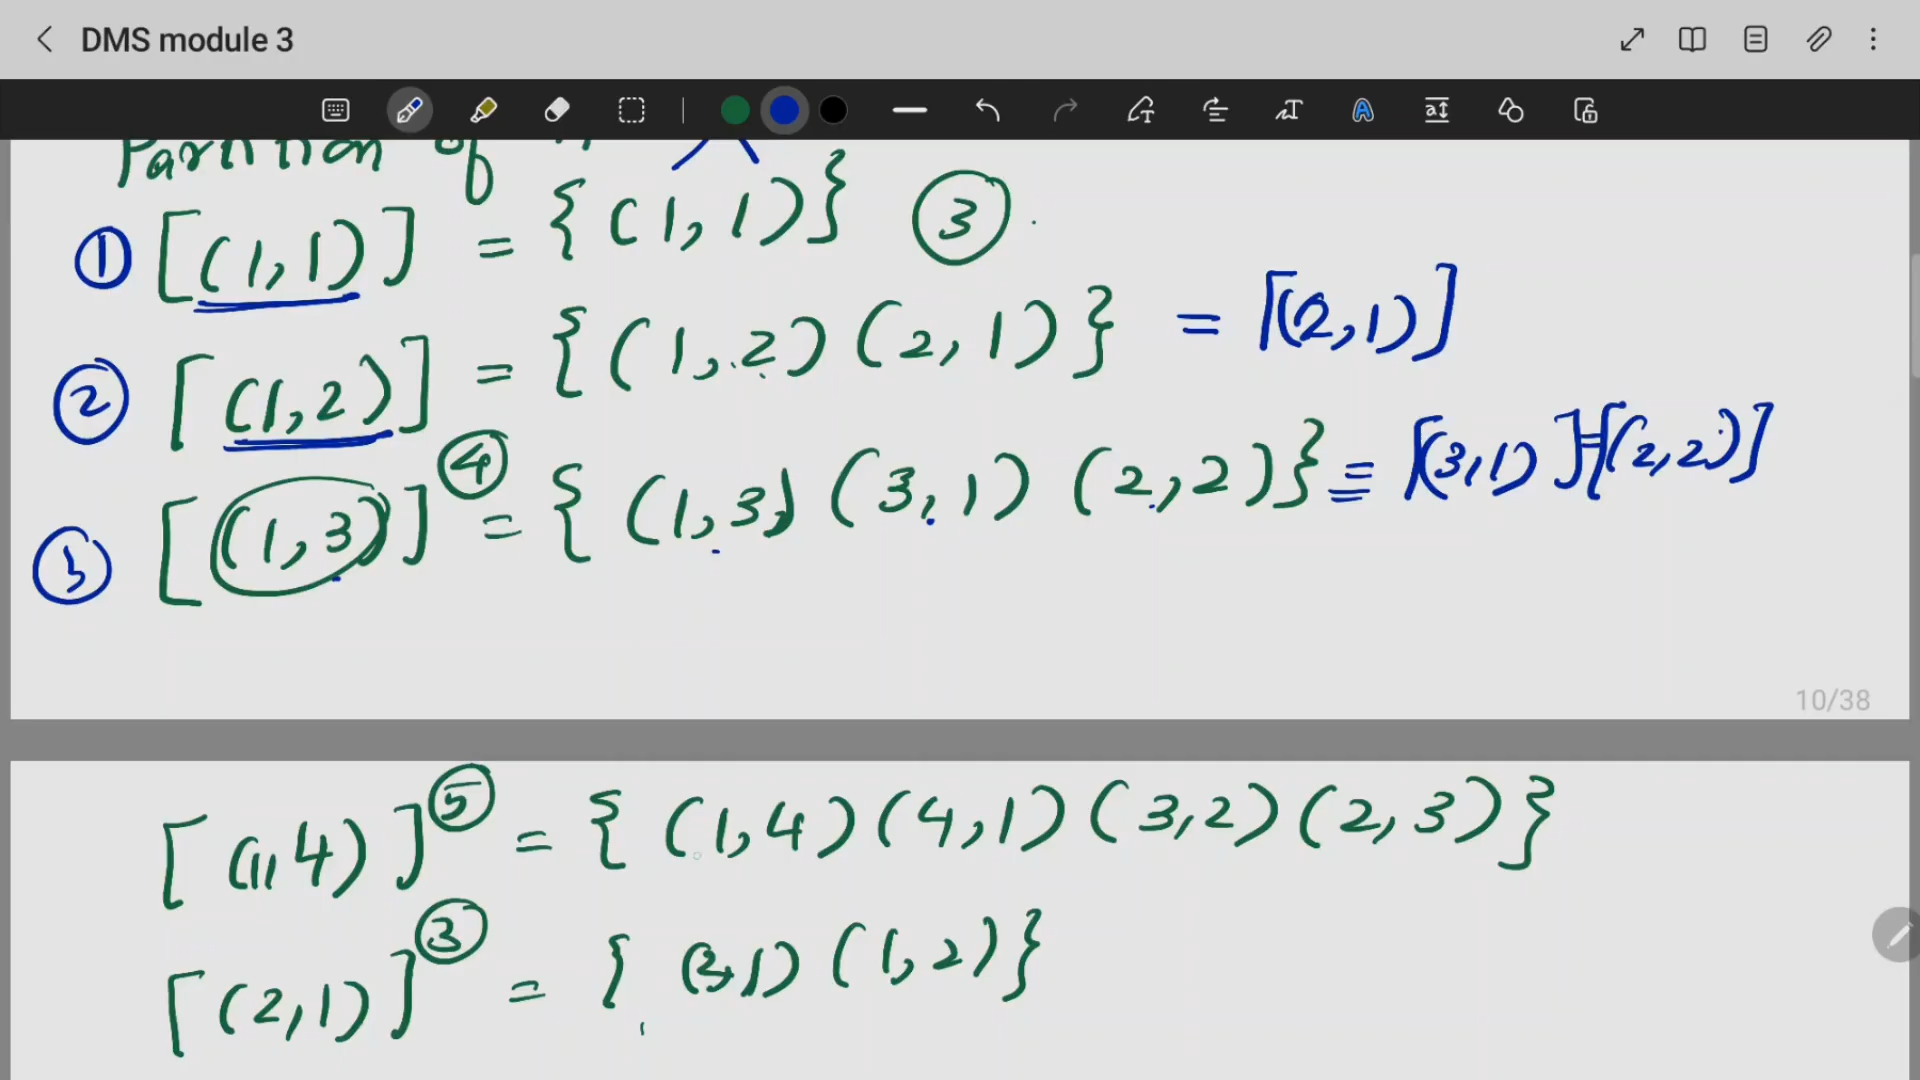 DMS module 3
Partition of
① [(1,1)] = {(1,1)} ③
② [(1,2)] = {(1,2) (2,1)} = [(2,1)]
3 [(1,3)] ④ = {(1,3) (3,1) (2,2)} = [(3,1)] = [(2,2)]
10/38
[(1,4)] ⑤ = {(1,4) (4,1) (3,2) (2,3)}
[(2,1)] ③ = {(2,1) (1,2)}